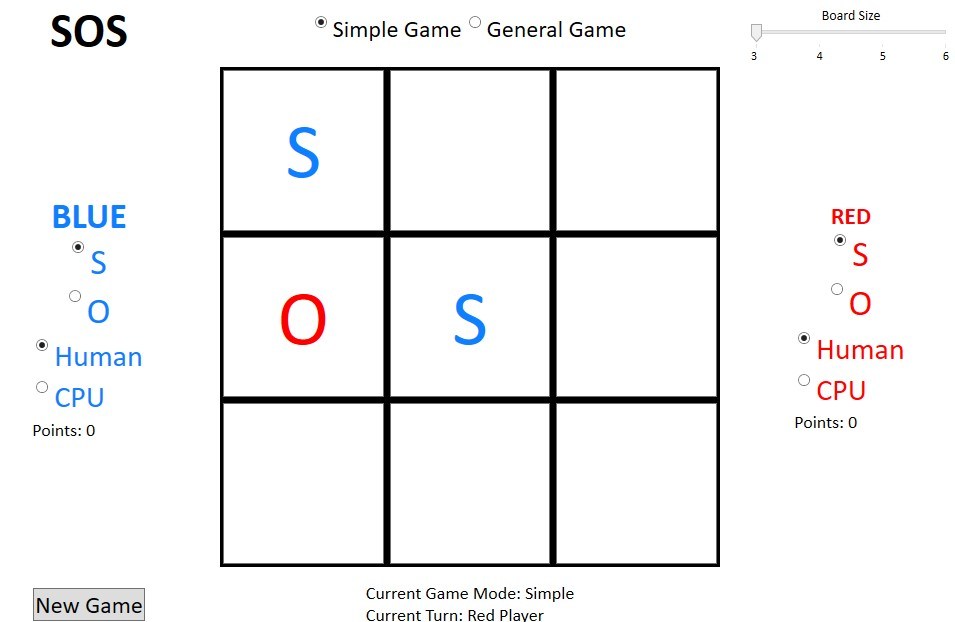 SOS
Simple Game General Game
Board Size
3 4 5 6
S
O S
BLUE
S
O
Human
CPU
Points: 0
RED
S
O
Human
CPU
Points: 0
New Game
Current Game Mode: Simple
Current Turn: Red Player